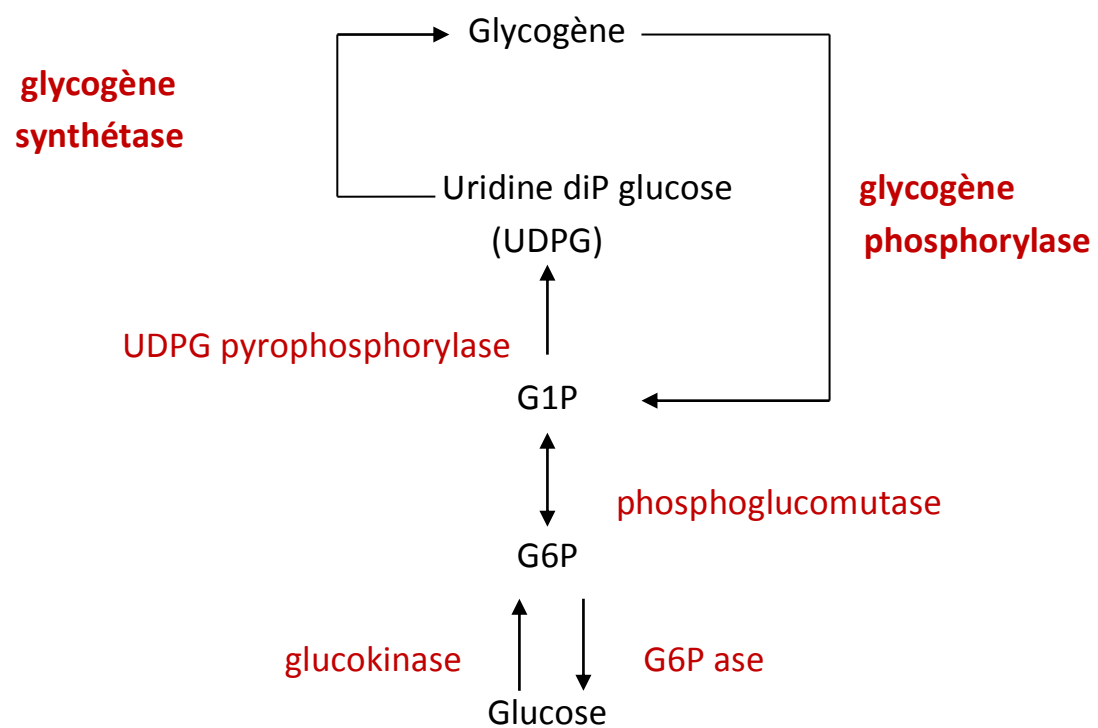 Glycogène
glycogène
synthétase
Uridine diP glucose
(UDPG)
glycogène
phosphorylase
UDPG pyrophosphorylase
G1P
phosphoglucomutase
G6P
glucokinase
G6P ase
Glucose